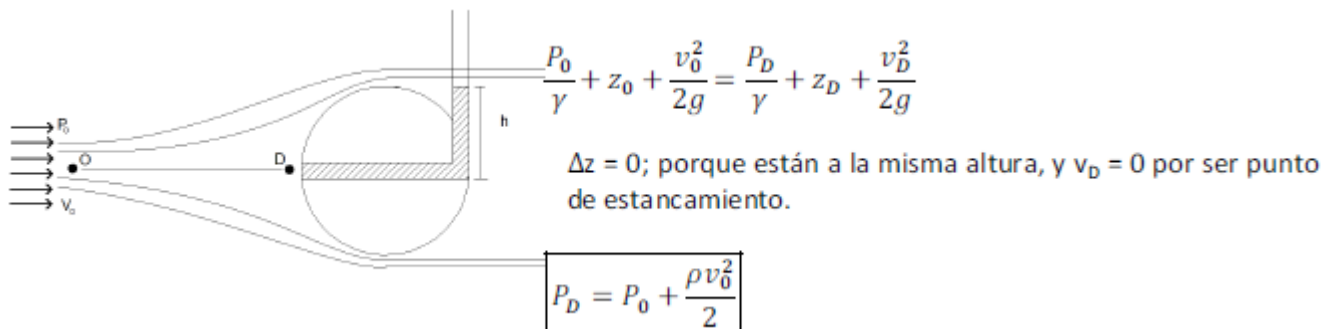 P₀
O
D
V₀
h
P₀/γ + z₀ + v₀²/2g = P_D/γ + z_D + v_D²/2g
Δz = 0; porque están a la misma altura, y v_D = 0 por ser punto
de estancamiento.
P_D = P₀ + ρv₀²/2